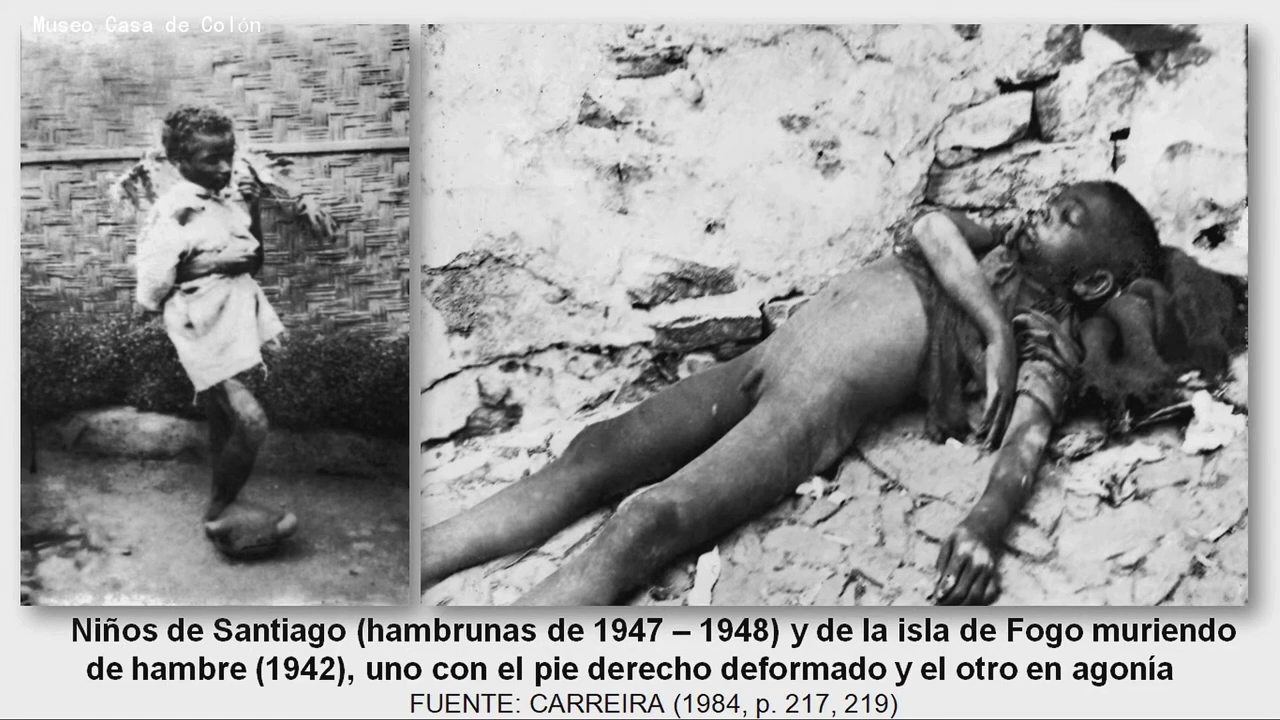 Museo Casa de Colón
Niños de Santiago (hambrunas de 1947 – 1948) y de la isla de Fogo muriendo
de hambre (1942), uno con el pie derecho deformado y el otro en agonía
FUENTE: CARREIRA (1984, p. 217, 219)